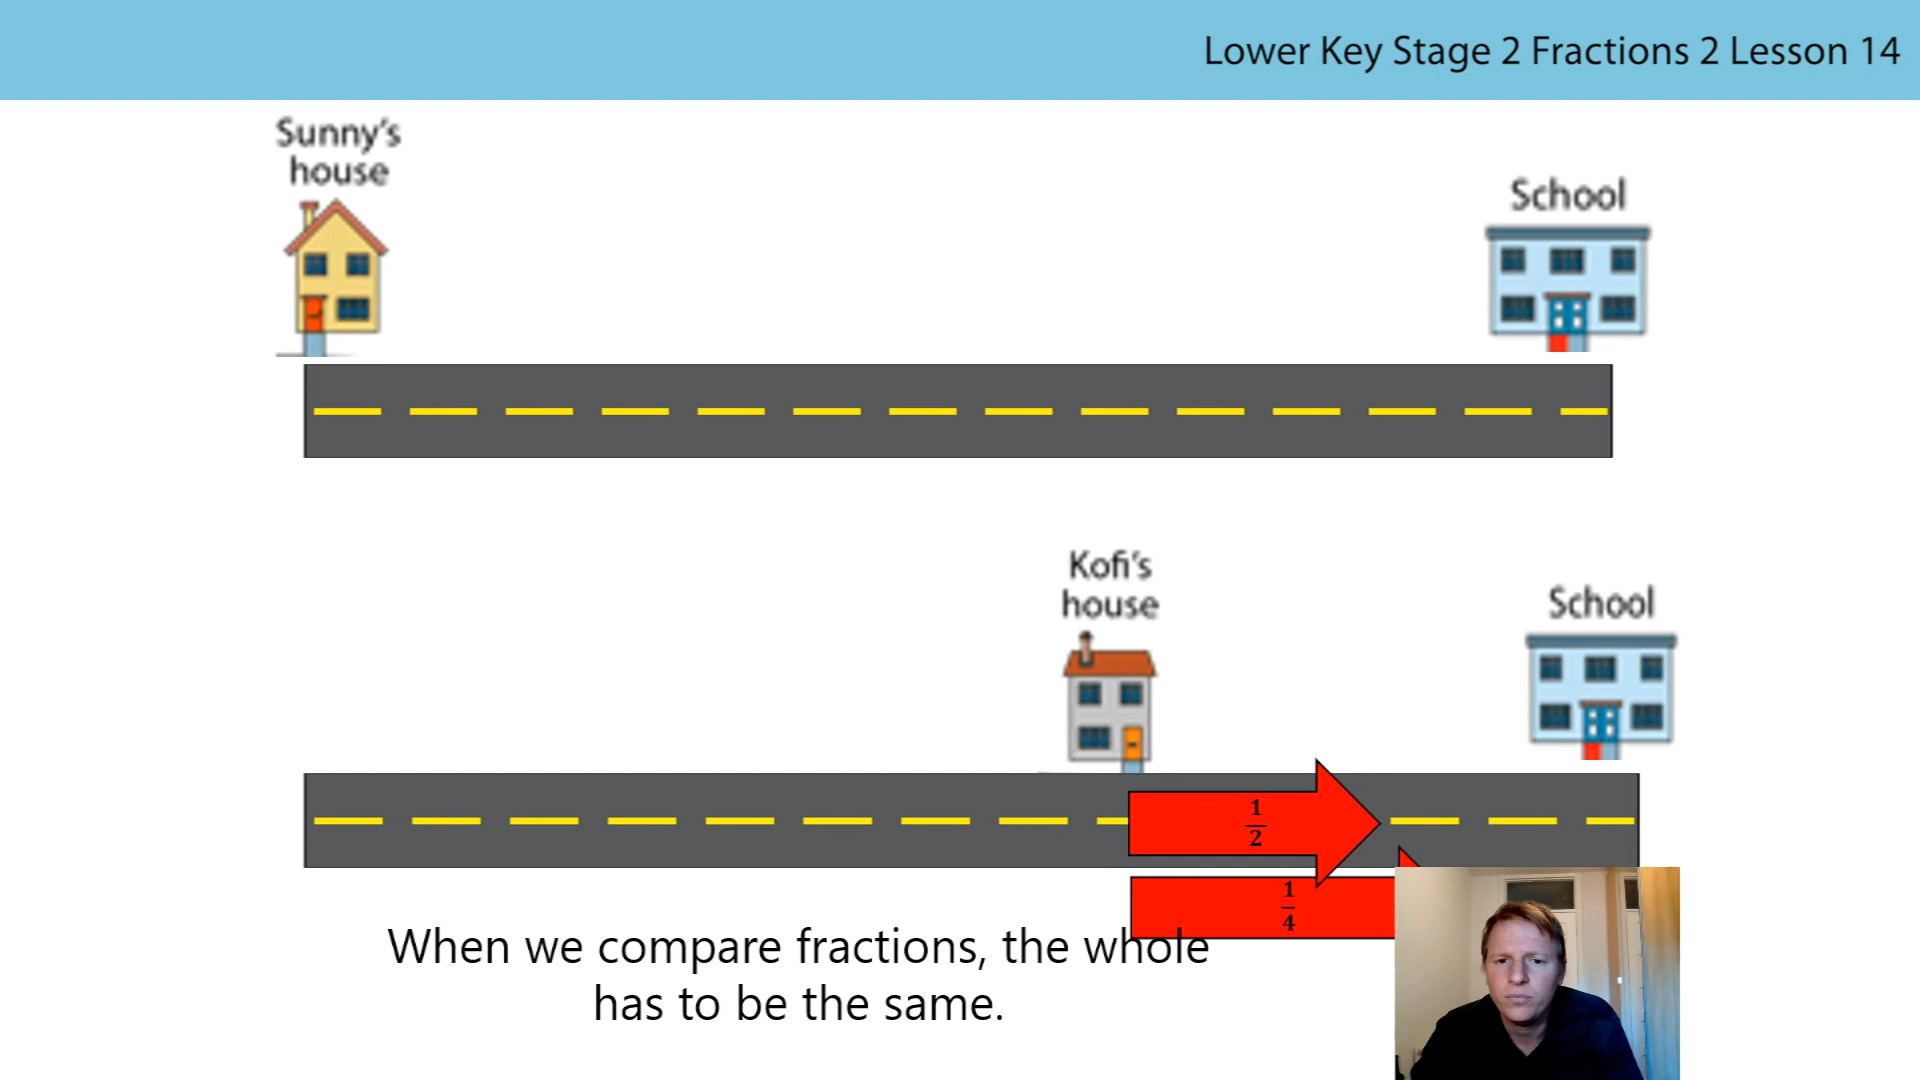 Lower Key Stage 2 Fractions 2 Lesson 14
Sunny's
house
School
Kofi's
house
School
1
2
1
4
When we compare fractions, the whole
has to be the same.